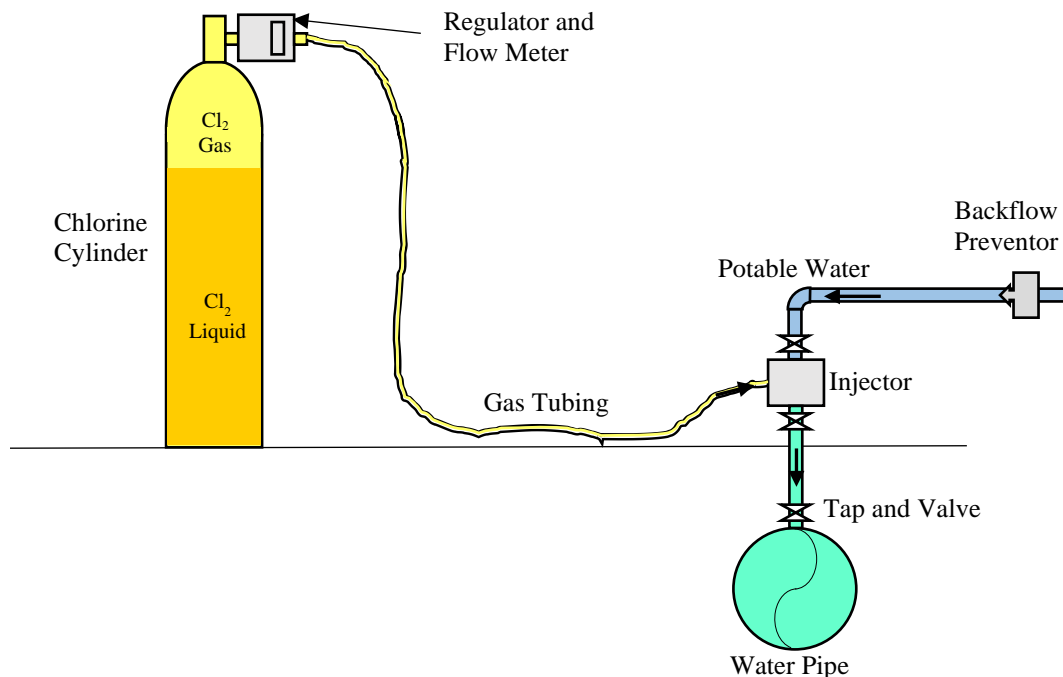 Regulator and
Flow Meter
Cl₂
Gas
Chlorine
Cylinder
Backflow
Preventor
Potable Water
Cl₂
Liquid
Injector
Gas Tubing
Tap and Valve
Water Pipe